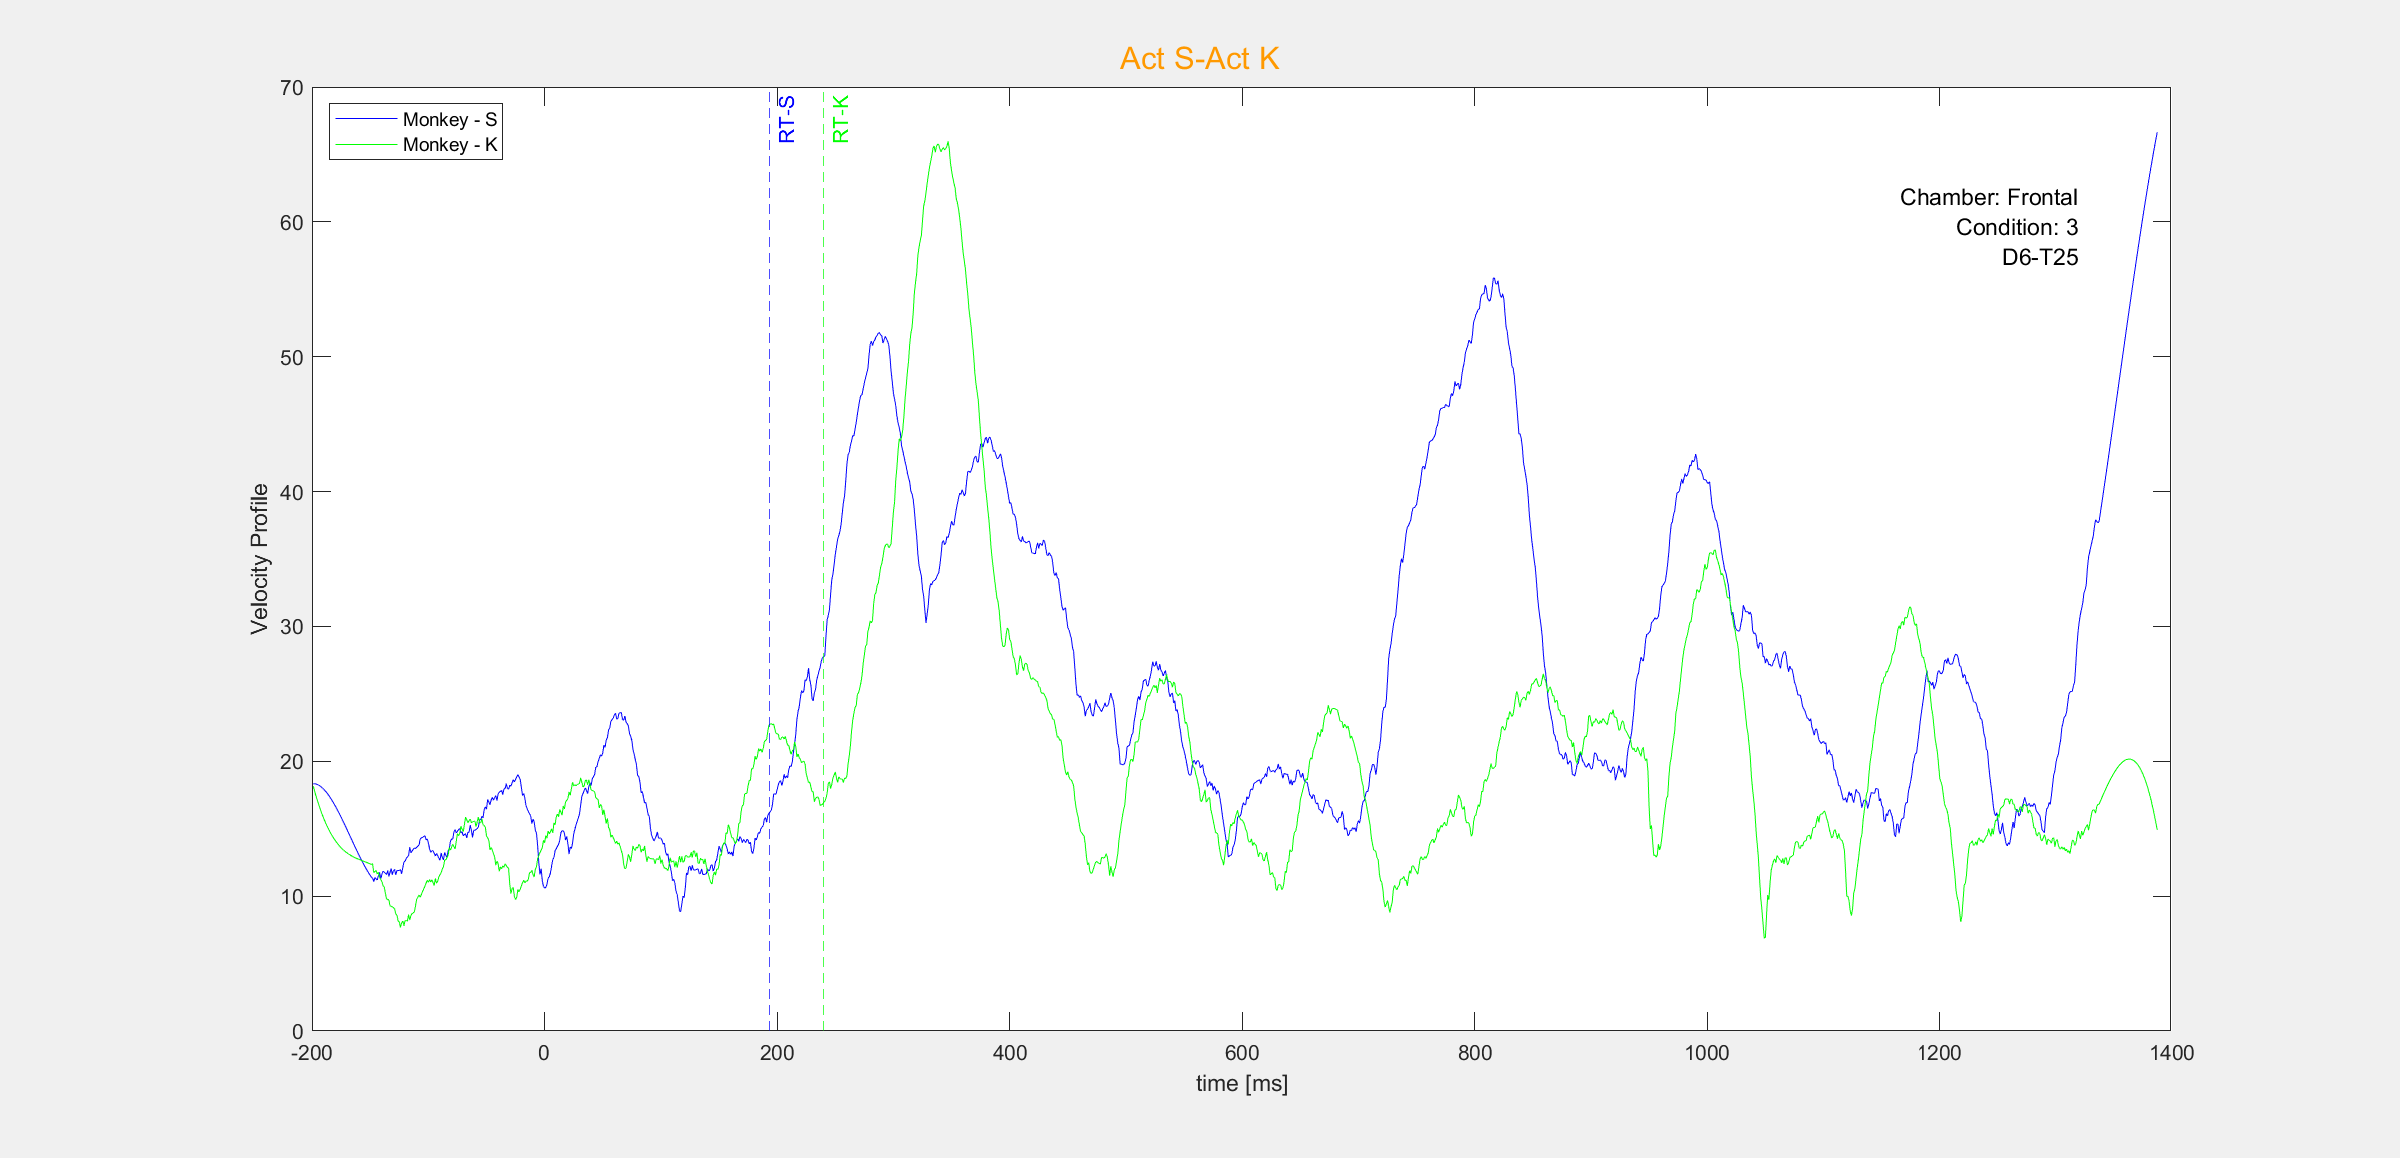 Act S-Act K
70
60
50
40
30
20
10
0
Velocity Profile
Monkey - S
Monkey - K
RT-S
RT-K
Chamber: Frontal
Condition: 3
D6-T25
-200 0 200 400 600 800 1000 1200 1400
time [ms]